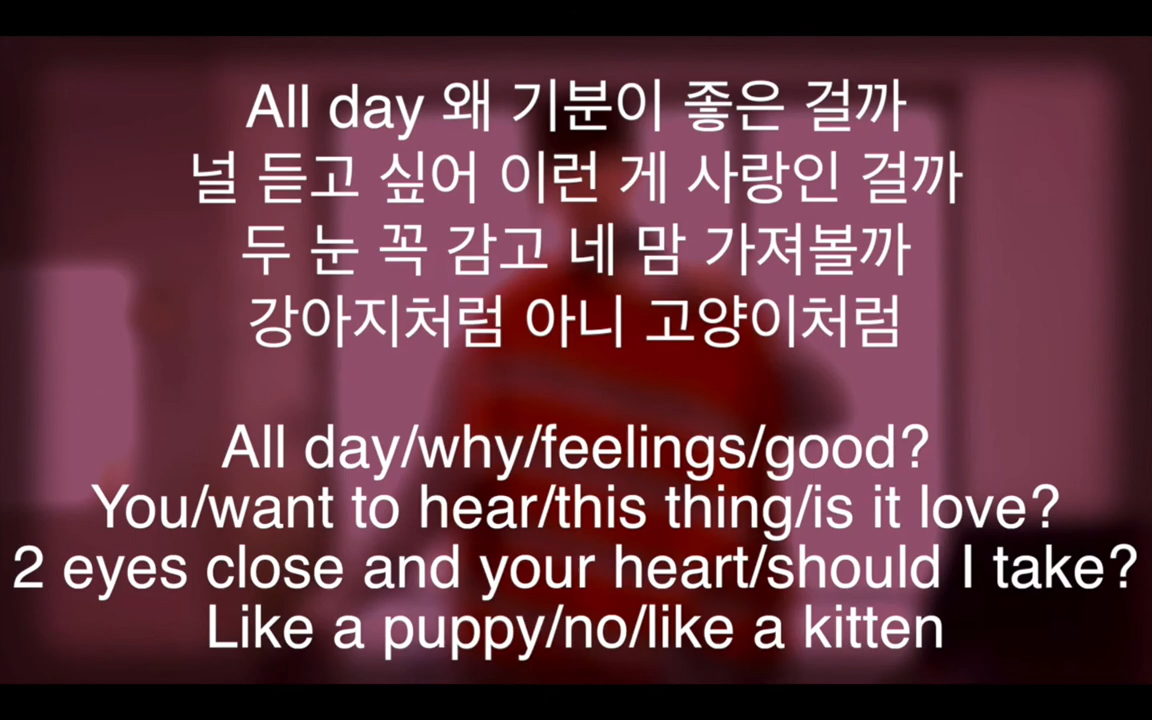 All day 왜 기분이 좋은 걸까
널 듣고 싶어 이런 게 사랑인 걸까
두 눈 꼭 감고 네 맘 가져볼까
강아지처럼 아니 고양이처럼
All day/why/feelings/good?
You/want to hear/this thing/is it love?
2 eyes close and your heart/should I take?
Like a puppy/no/like a kitten